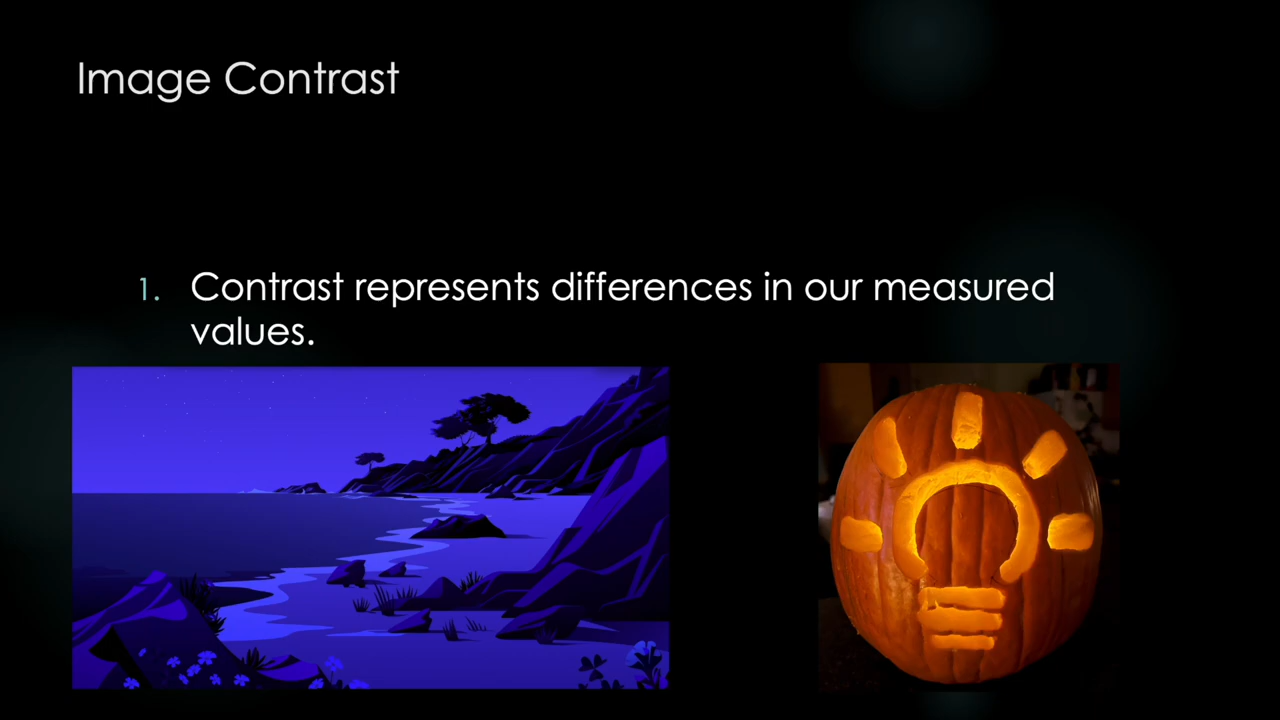 Image Contrast
1. Contrast represents differences in our measured
values.